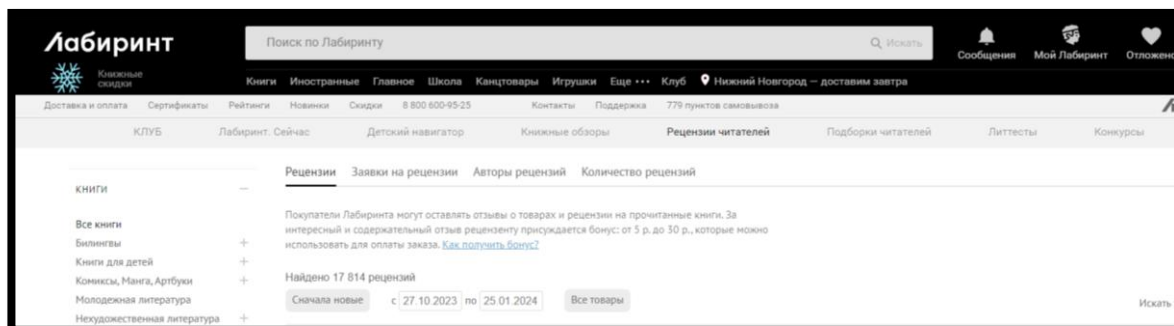 Лабиринт
Поиск по Лабиринту
Искать
Сообщения
Мой Лабиринт
Отложено
Книжные
скидки
Книги Иностранные Главное Школа Канцтовары Игрушки Еще ••• Клуб Нижний Новгород — доставим завтра
Доставка и оплата Сертификаты Рейтинги Новинки Скидки 8 800 600-95-25 Контакты Поддержка 779 пунктов самовывоза
КЛУБ Лабиринт. Сейчас Детский навигатор Книжные обзоры Рецензии читателей Подборки читателей Литтесты Конкурсы
Рецензии Заявки на рецензии Авторы рецензий Количество рецензий
КНИГИ
Все книги
Билингвы
Книги для детей
Комиксы, Манга, Артбуки
Молодежная литература
Нехудожественная литература
Покупатели Лабиринта могут оставлять отзывы о товарах и рецензии на прочитанные книги. За
интересный и содержательный отзыв рецензенту присуждается бонус: от 5 р. до 30 р., которые можно
использовать для оплаты заказа. Как получить бонус?
Найдено 17 814 рецензий
Сначала новые с 27.10.2023 по 25.01.2024 Все товары
Искать